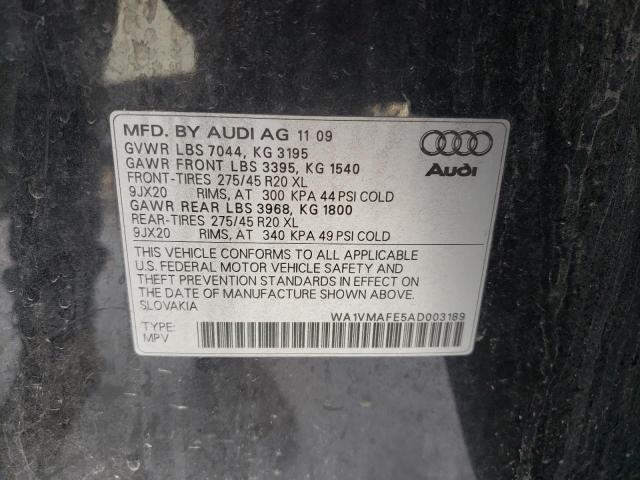 MFD. BY AUDI AG 11 09
GVWR LBS 7044, KG 3195
GAWR FRONT LBS 3395, KG 1540
FRONT-TIRES 275/45 R20 XL
9JX20 RIMS, AT 300 KPA 44 PSI COLD
GAWR REAR LBS 3968, KG 1800
REAR-TIRES 275/45 R20 XL
9JX20 RIMS, AT 340 KPA 49 PSI COLD
Audi
THIS VEHICLE CONFORMS TO ALL APPLICABLE
U.S. FEDERAL MOTOR VEHICLE SAFETY AND
THEFT PREVENTION STANDARDS IN EFFECT ON
THE DATE OF MANUFACTURE SHOWN ABOVE.
SLOVAKIA
WA1VMAFE5AD003189
TYPE:
MPV